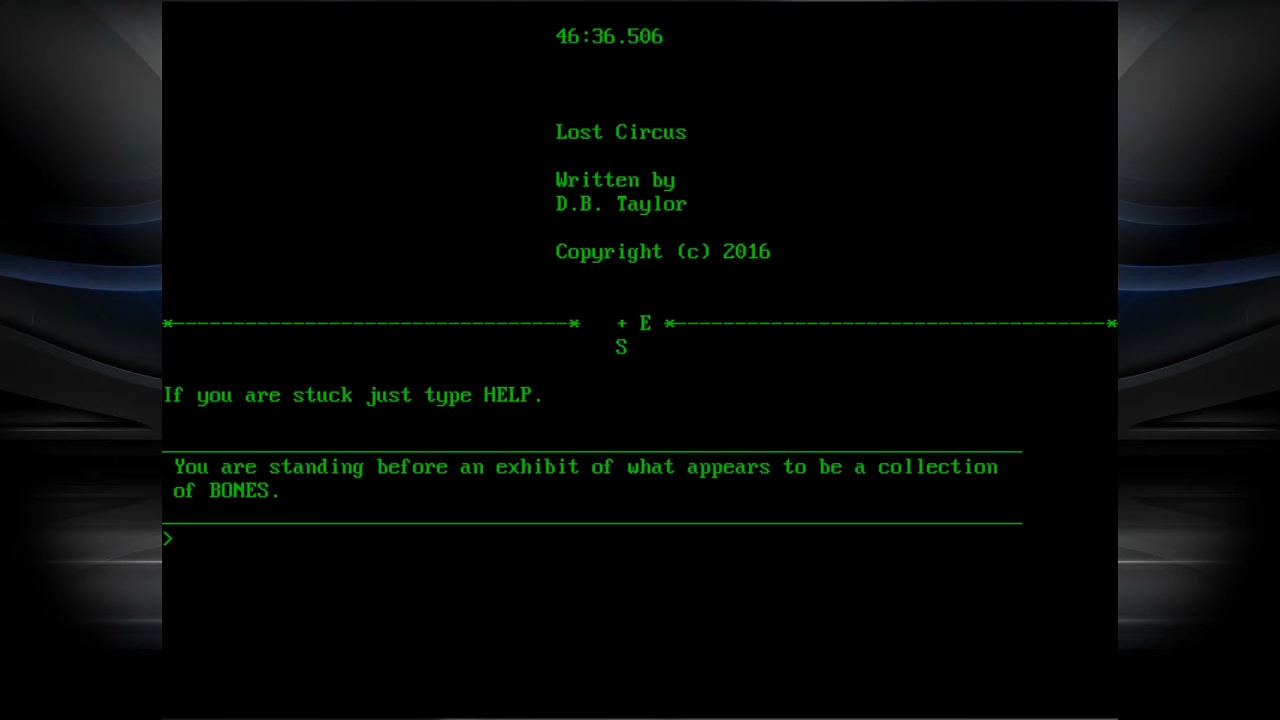 46:36.506
Lost Circus
Written by
D.B. Taylor
Copyright (c) 2016
*----------------------------------* + E *-------------------------------------*
S
If you are stuck just type HELP.
You are standing before an exhibit of what appears to be a collection
of BONES.
>